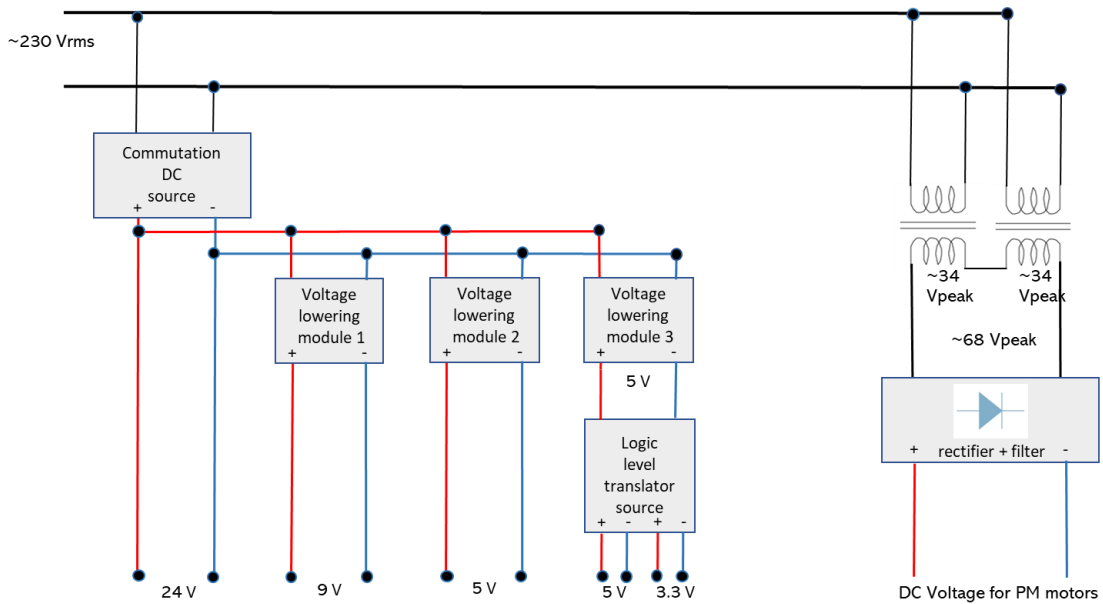 ~230 Vrms
Commutation
DC
source
+ -
Voltage
lowering
module 1
+ -
Voltage
lowering
module 2
+ -
Voltage
lowering
module 3
+ -
5 V
Logic
level
translator
source
+ - + -
24 V
9 V
5 V
5 V
3.3 V
~34
Vpeak
~34
Vpeak
~68 Vpeak
+ rectifier + filter -
DC Voltage for PM motors